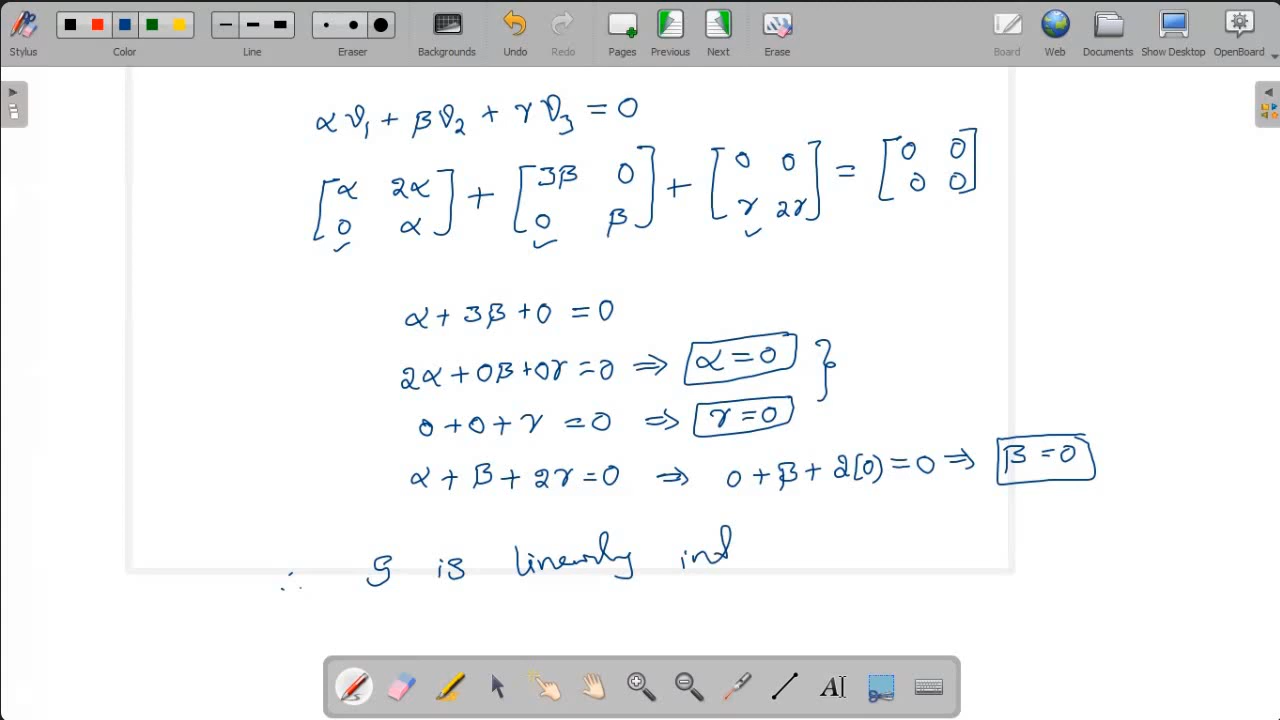 Stylus Color Line Eraser Backgrounds Undo Redo Pages Previous Next Erase Board Web Documents Show Desktop OpenBoard
αv₁ + βv₂ + γv₃ = 0
[α 2α; 0 α] + [3β 0; 0 β] + [0 0; γ 2γ] = [0 0; 0 0]
α + 3β + 0 = 0
2α + 0β + 0γ = 0 ⇒ α = 0 }
0 + 0 + γ = 0 ⇒ γ = 0
α + β + 2γ = 0 ⇒ 0 + β + 2[0] = 0 ⇒ β = 0
∴ S is linearly ind